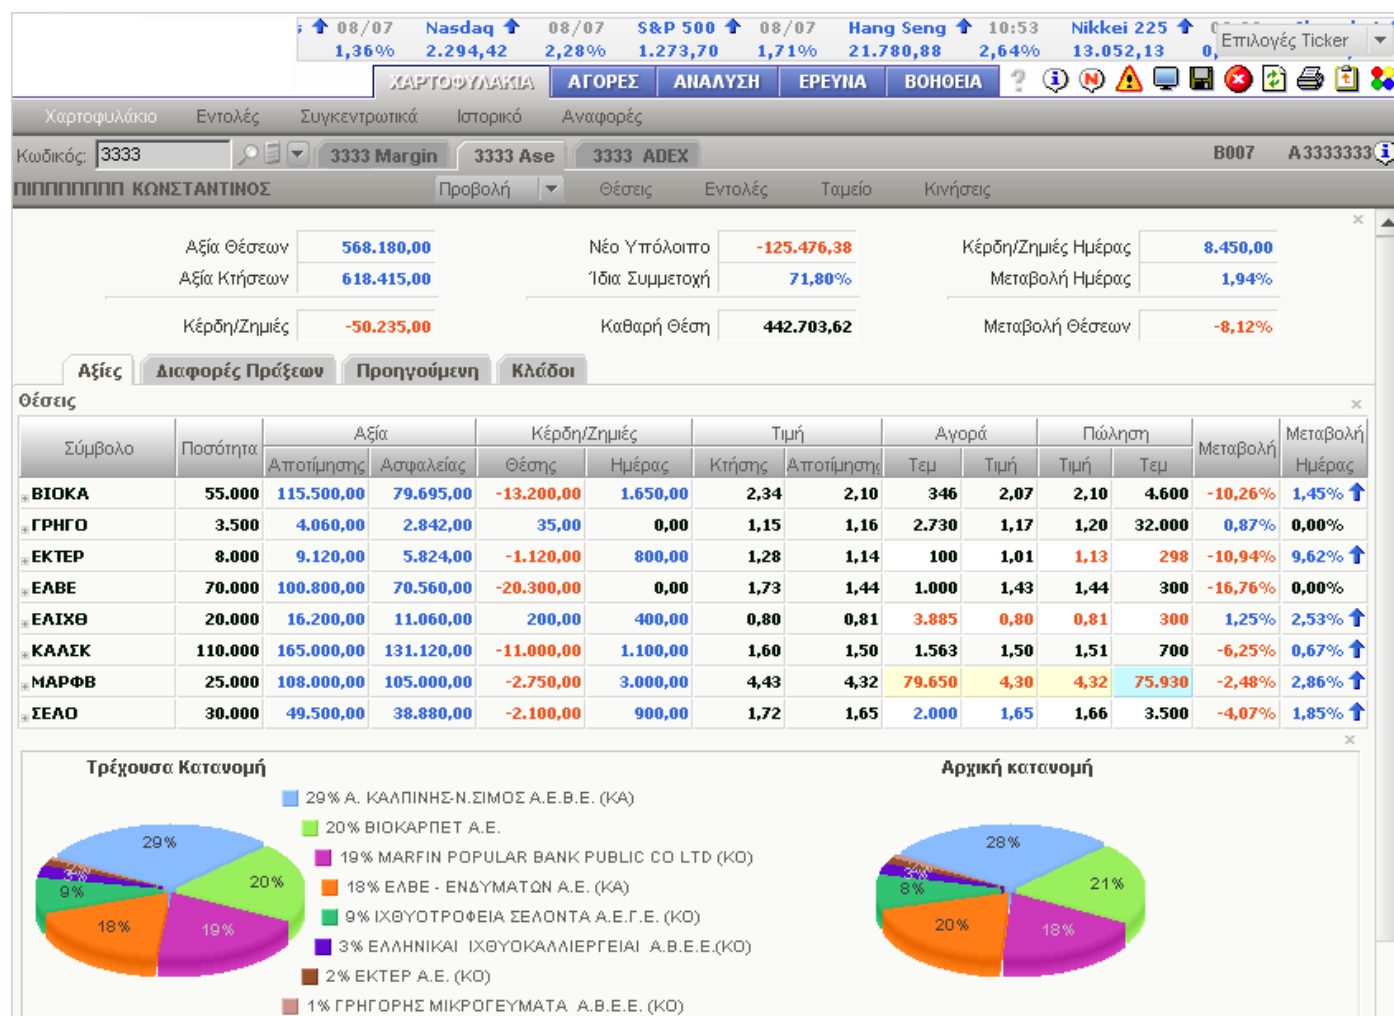 08/07 Nasdaq 08/07 S&P 500 08/07 Hang Seng 10:53 Nikkei 225 Επιλογές Ticker
1,36% 2.294,42 2,28% 1.273,70 1,71% 21.780,88 2,64% 13.052,13
ΧΑΡΤΟΦΥΛΑΚΙΑ ΑΓΟΡΕΣ ΑΝΑΛΥΣΗ ΕΡΕΥΝΑ ΒΟΗΘΕΙΑ
Χαρτοφυλάκιο Εντολές Συγκεντρωτικά Ιστορικό Αναφορές
Κωδικός: 3333 3333 Margin 3333 Ase 3333 ADEX B007 A3333333
ΠΙΠΠΠΠΠΠΠ ΚΩΝΣΤΑΝΤΙΝΟΣ Προβολή Θέσεις Εντολές Ταμείο Κινήσεις
Αξία Θέσεων 568.180,00 Νέο Υπόλοιπο -125.476,38 Κέρδη/Ζημιές Ημέρας 8.450,00
Αξία Κτήσεων 618.415,00 Ίδια Συμμετοχή 71,80% Μεταβολή Ημέρας 1,94%
Κέρδη/Ζημιές -50.235,00 Καθαρή Θέση 442.703,62 Μεταβολή Θέσεων -8,12%
Αξίες Διαφορές Πράξεων Προηγούμενη Κλάδοι
Θέσεις
Σύμβολο Ποσότητα Αξία Κέρδη/Ζημιές Τιμή Αγορά Πώληση Μεταβολή Μεταβολή
Αποτίμησης Ασφαλείας Θέσης Ημέρας Κτήσης Αποτίμησης Τεμ Τιμή Τιμή Τεμ Ημέρας
ΒΙΟΚΑ 55.000 115.500,00 79.695,00 -13.200,00 1.650,00 2,34 2,10 346 2,07 2,10 4.600 -10,26% 1,45%
ΓΡΗΓΟ 3.500 4.060,00 2.842,00 35,00 0,00 1,15 1,16 2.730 1,17 1,20 32.000 0,87% 0,00%
ΕΚΤΕΡ 8.000 9.120,00 5.824,00 -1.120,00 800,00 1,28 1,14 100 1,01 1,13 298 -10,94% 9,62%
ΕΛΒΕ 70.000 100.800,00 70.560,00 -20.300,00 0,00 1,73 1,44 1.000 1,43 1,44 300 -16,76% 0,00%
ΕΛΙΧΘ 20.000 16.200,00 11.060,00 200,00 400,00 0,80 0,81 3.885 0,80 0,81 300 1,25% 2,53%
ΚΑΛΣΚ 110.000 165.000,00 131.120,00 -11.000,00 1.100,00 1,60 1,50 1.563 1,50 1,51 700 -6,25% 0,67%
ΜΑΡΦΒ 25.000 108.000,00 105.000,00 -2.750,00 3.000,00 4,43 4,32 79.650 4,30 4,32 75.930 -2,48% 2,86%
ΣΕΛΟ 30.000 49.500,00 38.880,00 -2.100,00 900,00 1,72 1,65 2.000 1,65 1,66 3.500 -4,07% 1,85%
Τρέχουσα Κατανομή Αρχική κατανομή
29% Α. ΚΑΛΠΙΝΗΣ-Ν.ΣΙΜΟΣ Α.Ε.Β.Ε. (ΚΑ)
20% ΒΙΟΚΑΡΠΕΤ Α.Ε.
19% MARFIN POPULAR BANK PUBLIC CO LTD (ΚΟ)
18% ΕΛΒΕ - ΕΝΔΥΜΑΤΩΝ Α.Ε. (ΚΑ)
9% ΙΧΘΥΟΤΡΟΦΕΙΑ ΣΕΛΟΝΤΑ Α.Ε.Γ.Ε. (ΚΟ)
3% ΕΛΛΗΝΙΚΑΙ ΙΧΘΥΟΚΑΛΛΙΕΡΓΕΙΑΙ Α.Β.Ε.Ε.(ΚΟ)
2% ΕΚΤΕΡ Α.Ε. (ΚΟ)
1% ΓΡΗΓΟΡΗΣ ΜΙΚΡΟΓΕΥΜΑΤΑ Α.Β.Ε.Ε. (ΚΟ)
29% 20% 19% 18% 9% 3%
28% 21% 18% 20% 8% 3%